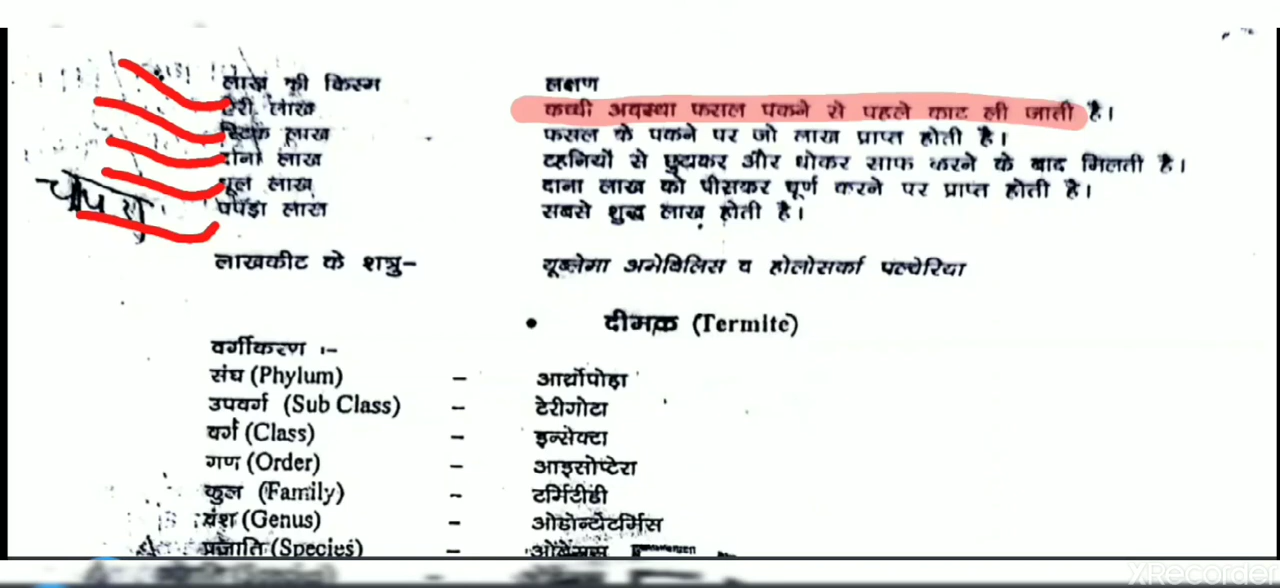 लाख की किस्म लक्षण
टेरी लाख कच्ची अवस्था फसल पकने से पहले काट ली जाती है।
स्टिक लाख फसल के पकने पर जो लाख प्राप्त होती है।
दाना लाख टहनियों से छुड़ाकर और धोकर साफ करने के बाद मिलती है।
धूल लाख दाना लाख को पीसकर चूर्ण करने पर प्राप्त होती है।
पपड़ा लाख सबसे शुद्ध लाख होती है।
लाखकीट के शत्रु- यूब्लेमा अमेबिलिस व होलोसर्का पल्वेरिया
• दीमक (Termite)
वर्गीकरण :-
संघ (Phylum) – आर्थ्रोपोडा
उपवर्ग (Sub Class) – टेरीगोटा
वर्ग (Class) – इन्सेक्टा
गण (Order) – आइसोप्टेरा
कुल (Family) – टर्मिटीडी
वंश (Genus) – ओडोन्टोटर्मिस
प्रजाति (Species) – ओबेसस
XRecorder